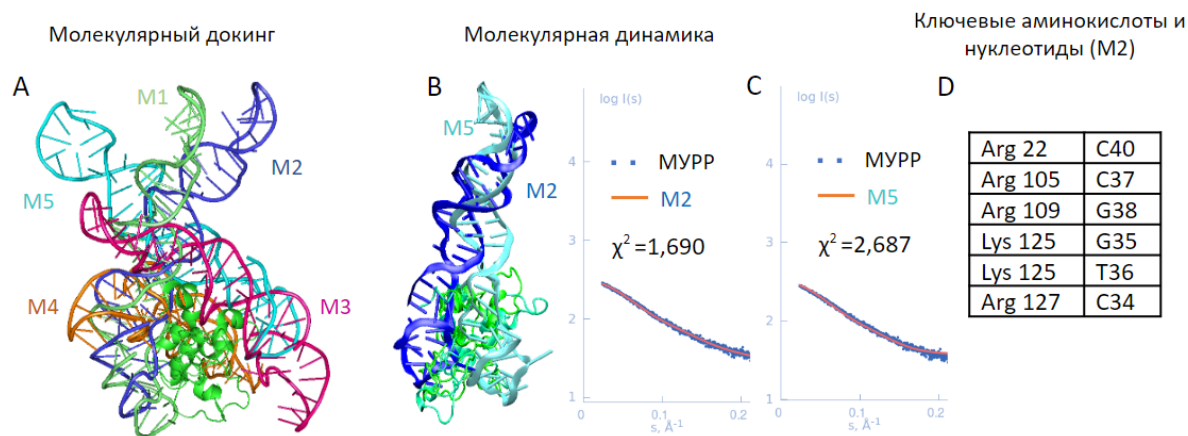 Молекулярный докинг
Молекулярная динамика
Ключевые аминокислоты и
нуклеотиды (М2)
A
M1
M2
M5
M4
M3
B
M5
M2
log I(s)
4
МУРР
M2
χ² =1,690
3
2
1
0.1
0.2
s, Å⁻¹
C
log I(s)
4
МУРР
M5
χ² =2,687
3
2
1
0.1
0.2
s, Å⁻¹
D
Arg 22 C40
Arg 105 C37
Arg 109 G38
Lys 125 G35
Lys 125 T36
Arg 127 C34